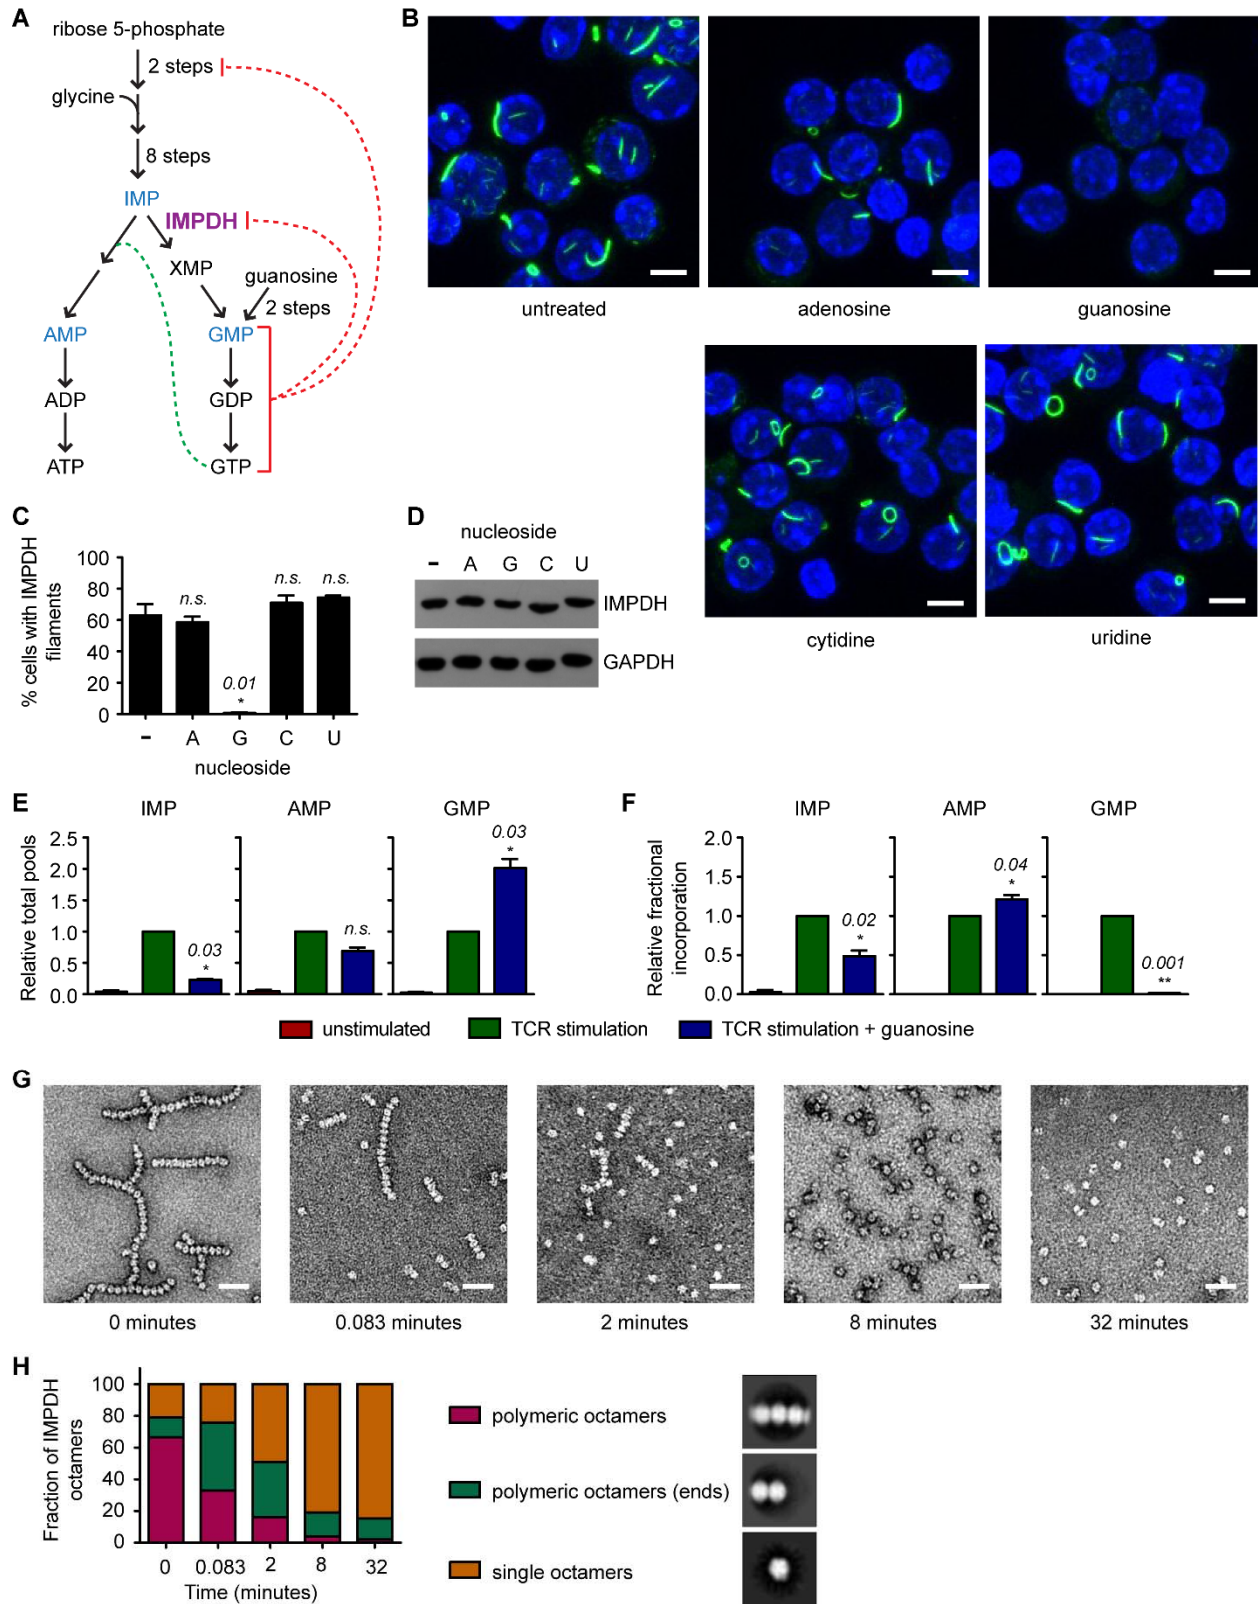 A
ribose 5-phosphate
2 steps
glycine
8 steps
IMP
IMPDH
XMP
guanosine
2 steps
AMP
GMP
ADP
GDP
ATP
GTP
B
untreated
adenosine
guanosine
cytidine
uridine
C
% cells with IMPDH
filaments
100
80
60
40
20
0
n.s.
0.01
*
n.s.
n.s.
– A G C U
nucleoside
D
nucleoside
– A G C U
IMPDH
GAPDH
E
IMP
AMP
GMP
Relative total pools
2.5
2.0
1.5
1.0
0.5
0.0
0.03
*
n.s.
0.03
*
F
IMP
AMP
GMP
Relative fractional
incorporation
2.0
1.5
1.0
0.5
0.0
0.02
*
0.04
*
0.001
**
unstimulated
TCR stimulation
TCR stimulation + guanosine
G
0 minutes
0.083 minutes
2 minutes
8 minutes
32 minutes
H
Fraction of IMPDH
octamers
100
80
60
40
20
0
0 0.083 2 8 32
Time (minutes)
polymeric octamers
polymeric octamers (ends)
single octamers